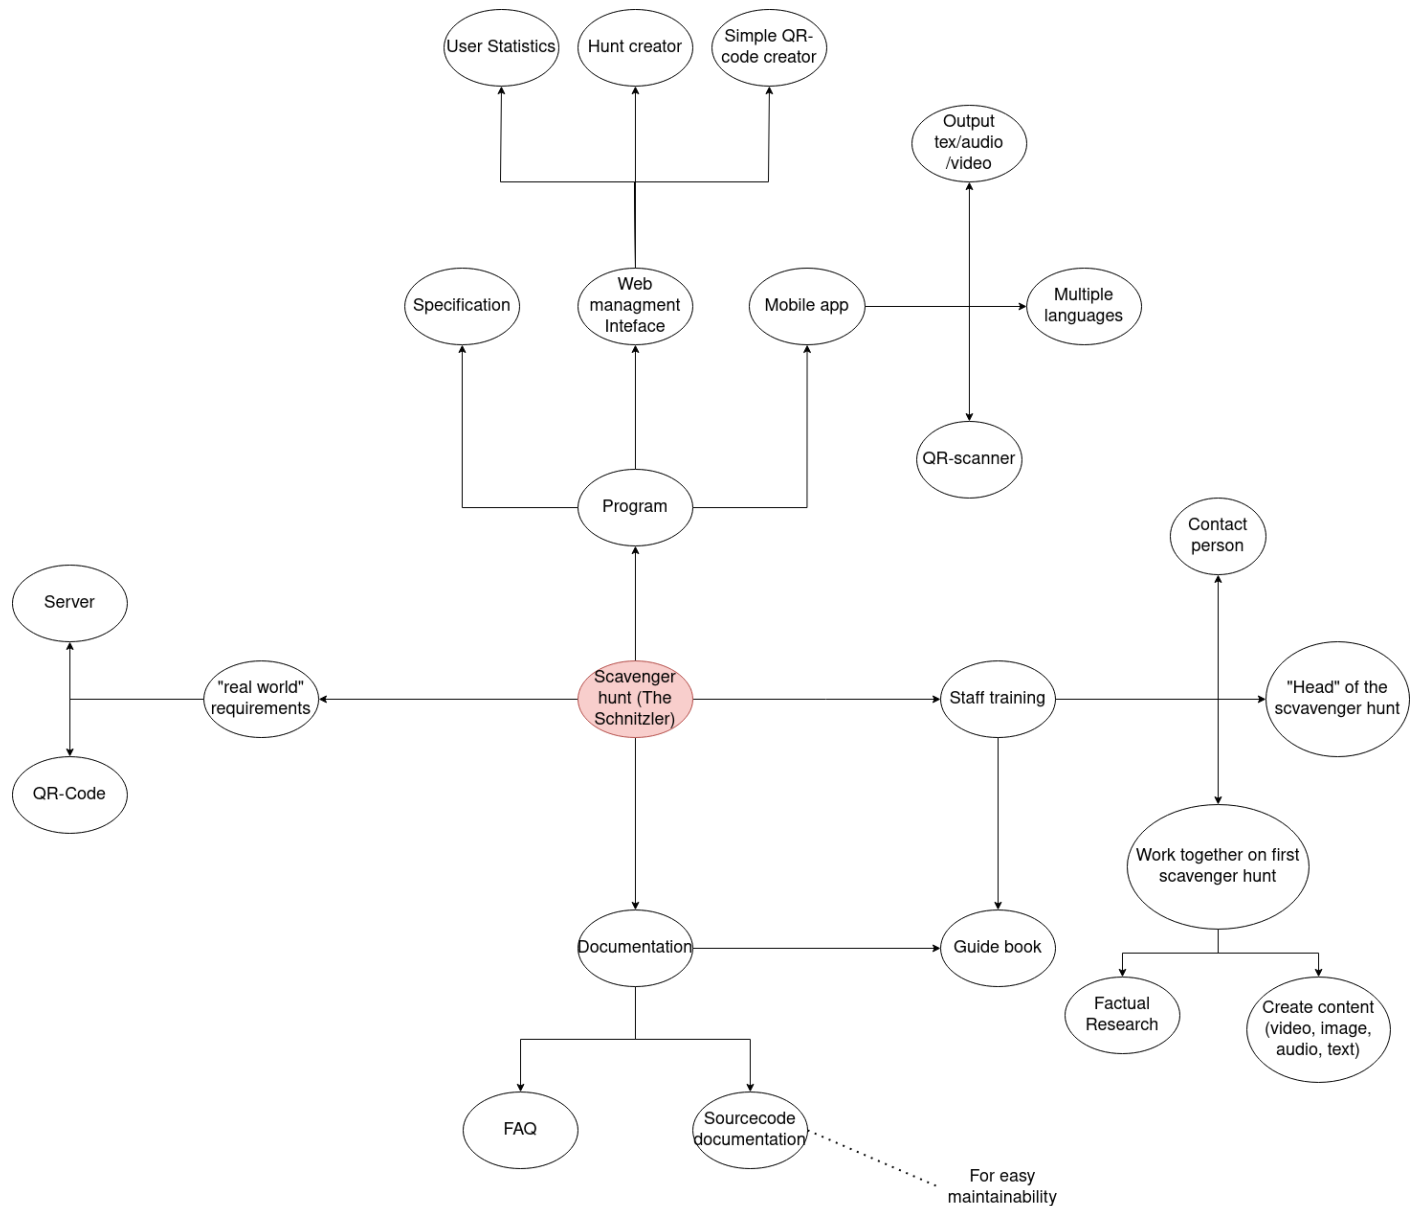 User Statistics
Hunt creator
Simple QR-
code creator
Output
tex/audio
/video
Specification
Web
managment
Inteface
Mobile app
Multiple
languages
QR-scanner
Program
Contact
person
Server
"real world"
requirements
Scavenger
hunt (The
Schnitzler)
Staff training
"Head" of the
scvavenger hunt
QR-Code
Work together on first
scavenger hunt
Documentation
Guide book
Factual
Research
Create content
(video, image,
audio, text)
FAQ
Sourcecode
documentation
For easy
maintainability